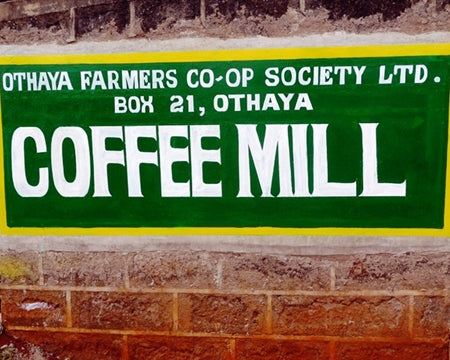 OTHAYA FARMERS CO-OP SOCIETY LTD.
BOX 21, OTHAYA
COFFEE MILL